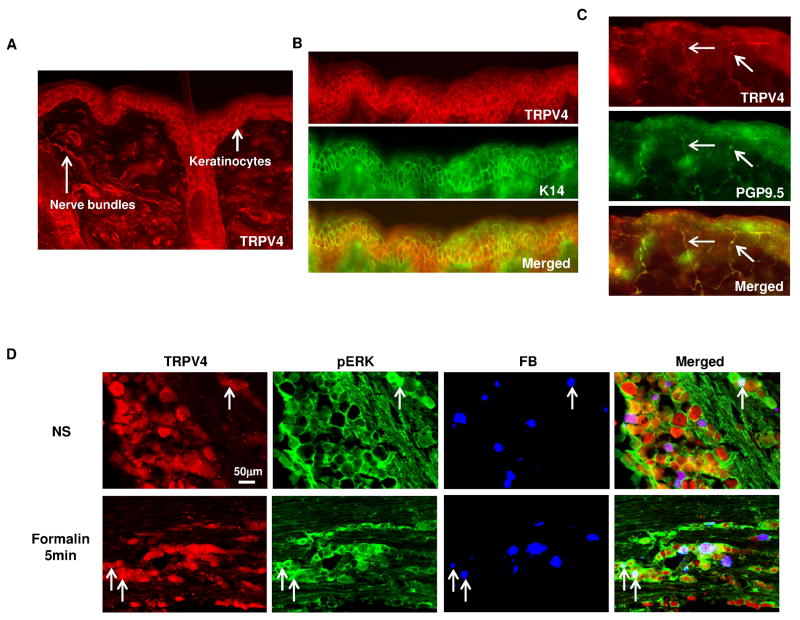 A
Nerve bundles
Keratinocytes
TRPV4
B
TRPV4
K14
Merged
C
TRPV4
PGP9.5
Merged
D
TRPV4
pERK
FB
Merged
NS
50μm
Formalin
5min